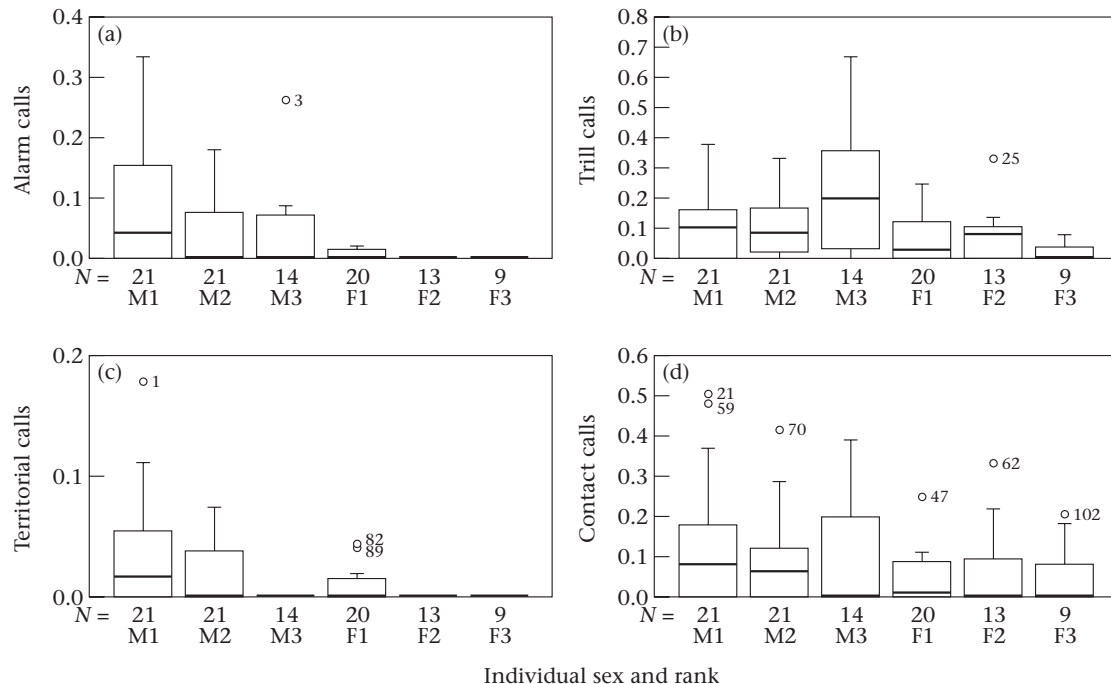 (a)
Alarm calls
0.4
0.3
0.2
0.1
0.0
3
N = 21 21 14 20 13 9
M1 M2 M3 F1 F2 F3
(b)
Trill calls
0.8
0.7
0.6
0.5
0.4
0.3
0.2
0.1
0.0
25
21 21 14 20 13 9
M1 M2 M3 F1 F2 F3
(c)
Territorial calls
0.2
0.1
0.0
1
82
89
N = 21 21 14 20 13 9
M1 M2 M3 F1 F2 F3
(d)
Contact calls
0.6
0.5
0.4
0.3
0.2
0.1
0.0
21
59
70
47
62
102
21 21 14 20 13 9
M1 M2 M3 F1 F2 F3
Individual sex and rank